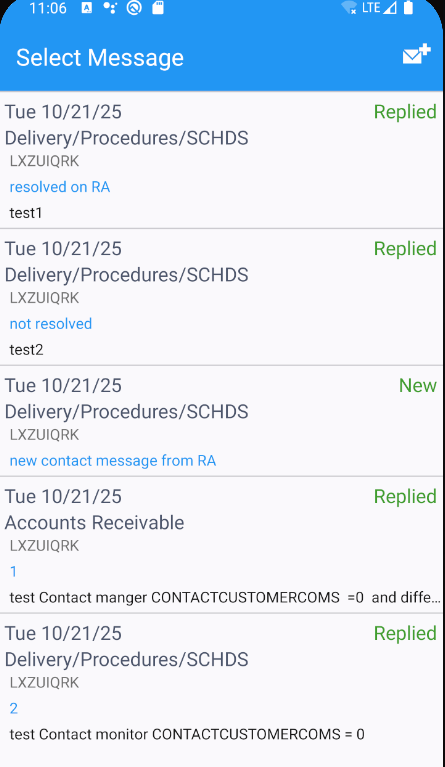 11:06 LTE
Select Message
Tue 10/21/25 Replied
Delivery/Procedures/SCHDS
LXZUIQRK
resolved on RA
test1
Tue 10/21/25 Replied
Delivery/Procedures/SCHDS
LXZUIQRK
not resolved
test2
Tue 10/21/25 New
Delivery/Procedures/SCHDS
LXZUIQRK
new contact message from RA
Tue 10/21/25 Replied
Accounts Receivable
LXZUIQRK
1
test Contact manger CONTACTCUSTOMERCOMS =0 and diffe...
Tue 10/21/25 Replied
Delivery/Procedures/SCHDS
LXZUIQRK
2
test Contact monitor CONTACTCUSTOMERCOMS = 0